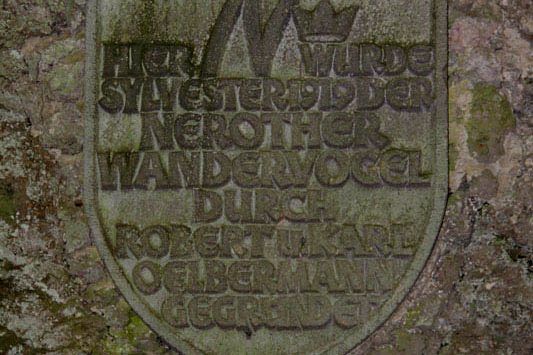 HIER WURDE
SYLVESTER 1919 DER
NEROTHER
WANDERVOGEL
DURCH
ROBERT U. KARL
OELBERMANN
GEGRÜNDET